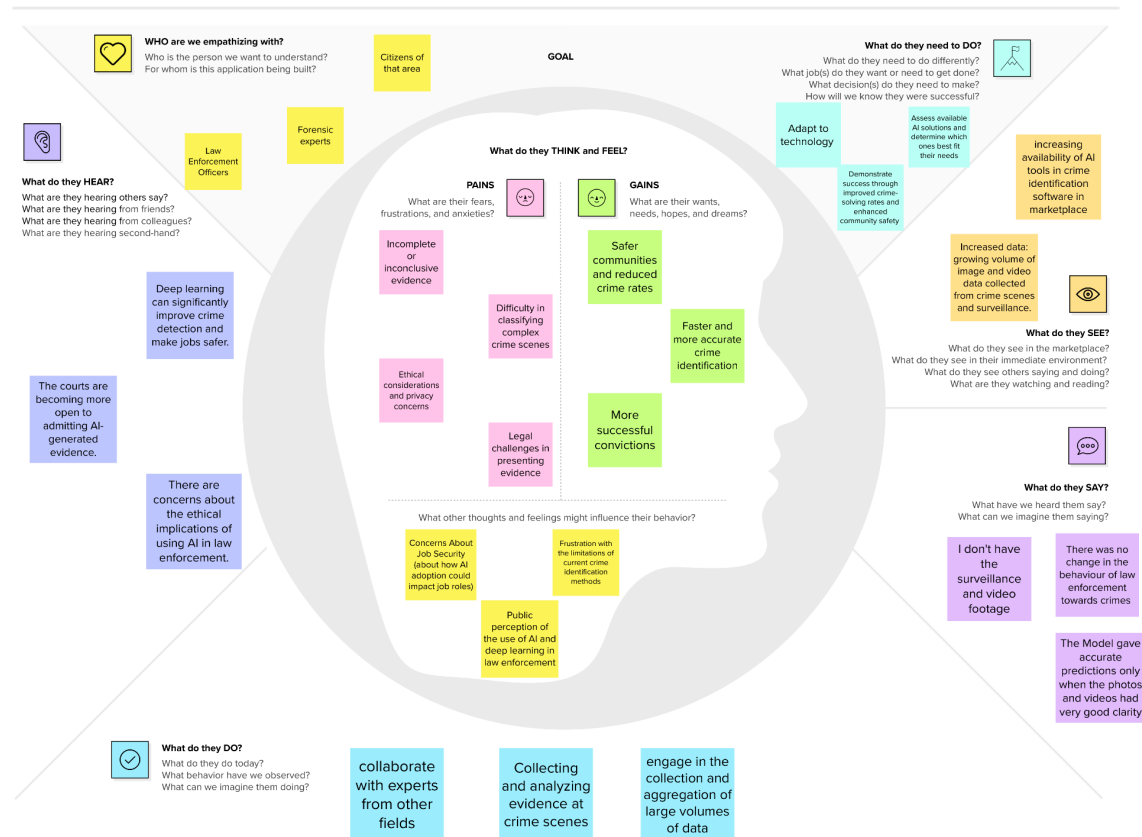 WHO are we empathizing with?
Who is the person we want to understand?
For whom is this application being built?
Citizens of
that area
Forensic
experts
Law
Enforcement
Officers
GOAL
What do they need to DO?
What do they need to do differently?
What job(s) do they want or need to get done?
What decision(s) do they need to make?
How will we know they were successful?
Adapt to
technology
Assess available
AI solutions and
determine which
ones best fit
their needs
Demonstrate
success through
improved crime-
solving rates and
enhanced
community safety
What do they HEAR?
What are they hearing others say?
What are they hearing from friends?
What are they hearing from colleagues?
What are they hearing second-hand?
Deep learning
can significantly
improve crime
detection and
make jobs safer.
The courts are
becoming more
open to
admitting AI-
generated
evidence.
There are
concerns about
the ethical
implications of
using AI in law
enforcement.
What do they THINK and FEEL?
PAINS
What are their fears,
frustrations, and anxieties?
Incomplete
or
inconclusive
evidence
Difficulty in
classifying
complex
crime scenes
Ethical
considerations
and privacy
concerns
Legal
challenges in
presenting
evidence
GAINS
What are their wants,
needs, hopes, and dreams?
Safer
communities
and reduced
crime rates
Faster and
more accurate
crime
identification
More
successful
convictions
What other thoughts and feelings might influence their behavior?
Concerns About
Job Security
(about how AI
adoption could
impact job roles)
Frustration with
the limitations of
current crime
identification
methods
Public
perception of
the use of AI and
deep learning in
law enforcement
increasing
availability of AI
tools in crime
identification
software in
marketplace
Increased data:
growing volume of
image and video
data collected
from crime scenes
and surveillance.
What do they SEE?
What do they see in the marketplace?
What do they see in their immediate environment?
What do they see others saying and doing?
What are they watching and reading?
What do they SAY?
What have we heard them say?
What can we imagine them saying?
I don't have
the
surveillance
and video
footage
There was no
change in the
behaviour of law
enforcement
towards crimes
The Model gave
accurate
predictions only
when the photos
and videos had
very good clarity
What do they DO?
What do they do today?
What behavior have we observed?
What can we imagine them doing?
collaborate
with experts
from other
fields
Collecting
and analyzing
evidence at
crime scenes
engage in the
collection and
aggregation of
large volumes
of data